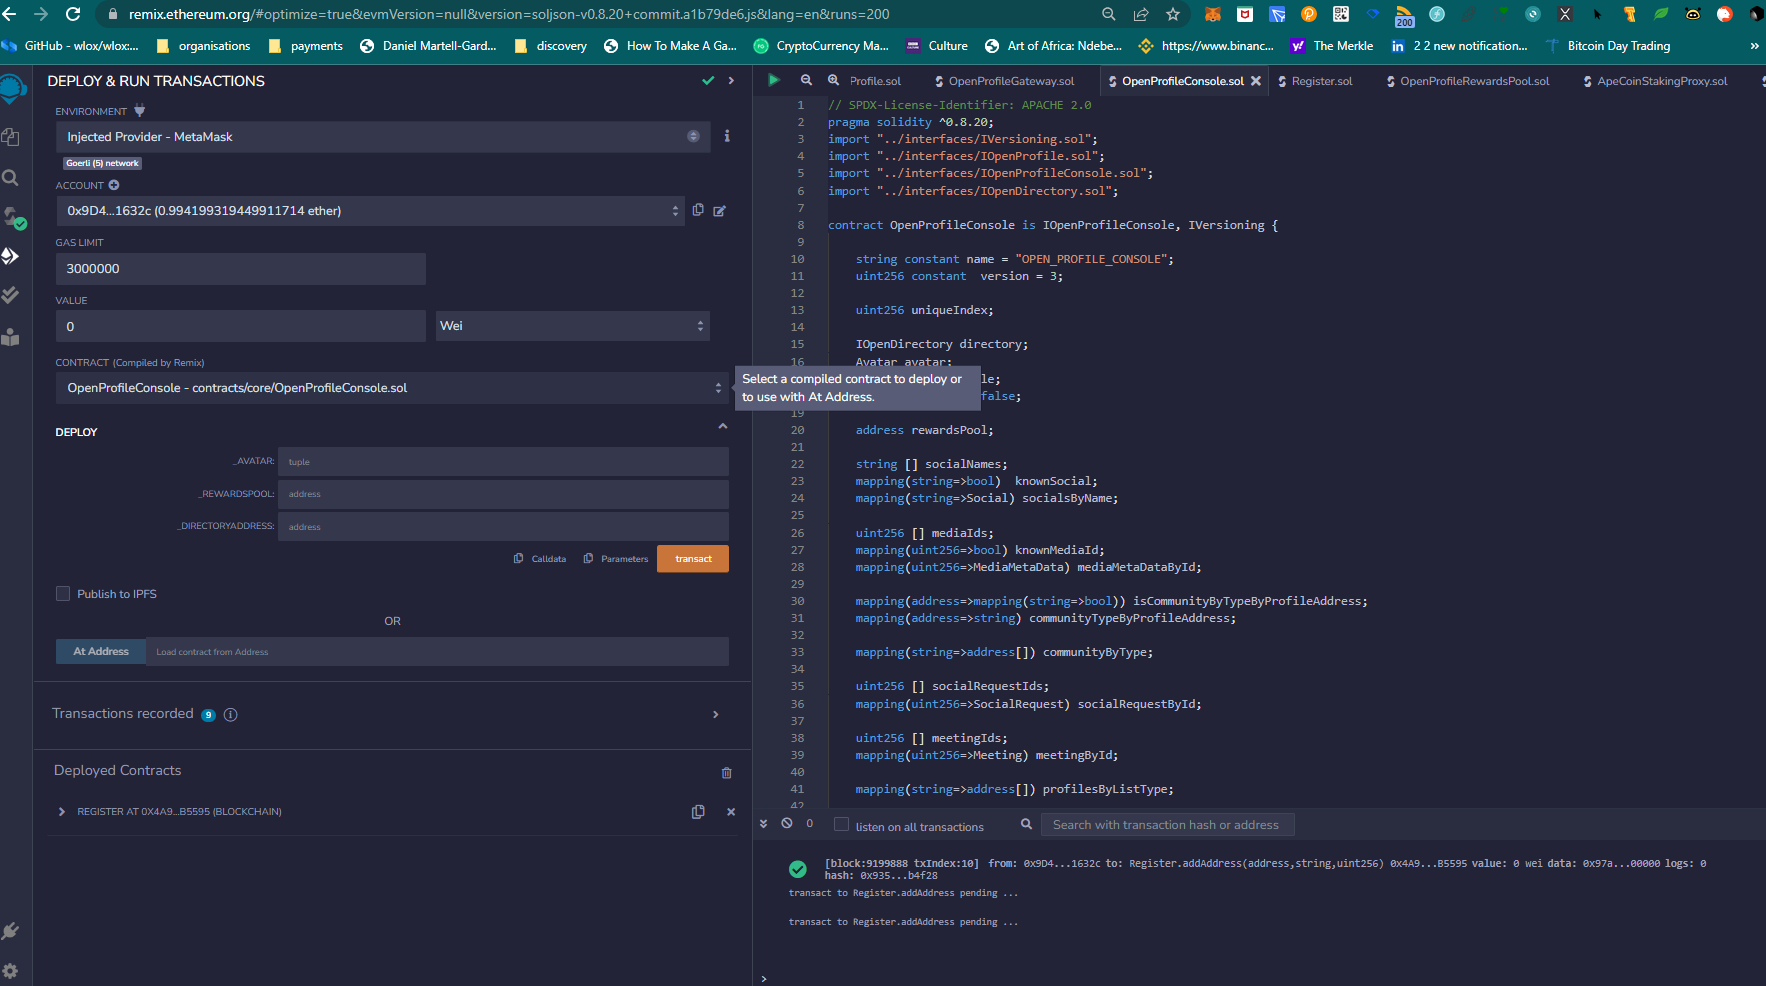 remix.ethereum.org/#optimize=true&evmVersion=null&version=soljson-v0.8.20+commit.a1b79de6.js&lang=en&runs=200
200
GitHub - wlox/wlox:...
organisations
payments
Daniel Martell-Gard...
discovery
How To Make A Ga...
CryptoCurrency Ma...
Culture
Art of Africa: Ndebe...
https://www.binanc...
The Merkle
2 2 new notification...
Bitcoin Day Trading
»
DEPLOY & RUN TRANSACTIONS
ENVIRONMENT
Injected Provider - MetaMask
Goerli (5) network
ACCOUNT
0x9D4...1632c (0.994199319449911714 ether)
GAS LIMIT
3000000
VALUE
0
Wei
CONTRACT (Compiled by Remix)
OpenProfileConsole - contracts/core/OpenProfileConsole.sol
Select a compiled contract to deploy or
to use with At Address.
DEPLOY
_AVATAR: tuple
_REWARDSPOOL: address
_DIRECTORYADDRESS: address
Calldata
Parameters
transact
Publish to IPFS
OR
At Address
Load contract from Address
Transactions recorded 9
Deployed Contracts
REGISTER AT 0X4A9...B5595 (BLOCKCHAIN)
Profile.sol
OpenProfileGateway.sol
OpenProfileConsole.sol
Register.sol
OpenProfileRewardsPool.sol
ApeCoinStakingProxy.sol
1 // SPDX-License-Identifier: APACHE 2.0
2 pragma solidity ^0.8.20;
3 import "../interfaces/IVersioning.sol";
4 import "../interfaces/IOpenProfile.sol";
5 import "../interfaces/IOpenProfileConsole.sol";
6 import "../interfaces/IOpenDirectory.sol";
7
8 contract OpenProfileConsole is IOpenProfileConsole, IVersioning {
9
10 string constant name = "OPEN_PROFILE_CONSOLE";
11 uint256 constant  version = 3;
12
13 uint256 uniqueIndex;
14
15 IOpenDirectory directory;
16 Avatar avatar;
le;
false;
19
20 address rewardsPool;
21
22 string [] socialNames;
23 mapping(string=>bool)  knownSocial;
24 mapping(string=>Social) socialsByName;
25
26 uint256 [] mediaIds;
27 mapping(uint256=>bool) knownMediaId;
28 mapping(uint256=>MediaMetaData) mediaMetaDataById;
29
30 mapping(address=>mapping(string=>bool)) isCommunityByTypeByProfileAddress;
31 mapping(address=>string) communityTypeByProfileAddress;
32
33 mapping(string=>address[]) communityByType;
34
35 uint256 [] socialRequestIds;
36 mapping(uint256=>SocialRequest) socialRequestById;
37
38 uint256 [] meetingIds;
39 mapping(uint256=>Meeting) meetingById;
40
41 mapping(string=>address[]) profilesByListType;
42
0
listen on all transactions
Search with transaction hash or address
[block:9199888 txIndex:10] from: 0x9D4...1632c to: Register.addAddress(address,string,uint256) 0x4A9...B5595 value: 0 wei data: 0x97a...00000 logs: 0
hash: 0x935...b4f28
transact to Register.addAddress pending ...
transact to Register.addAddress pending ...
>